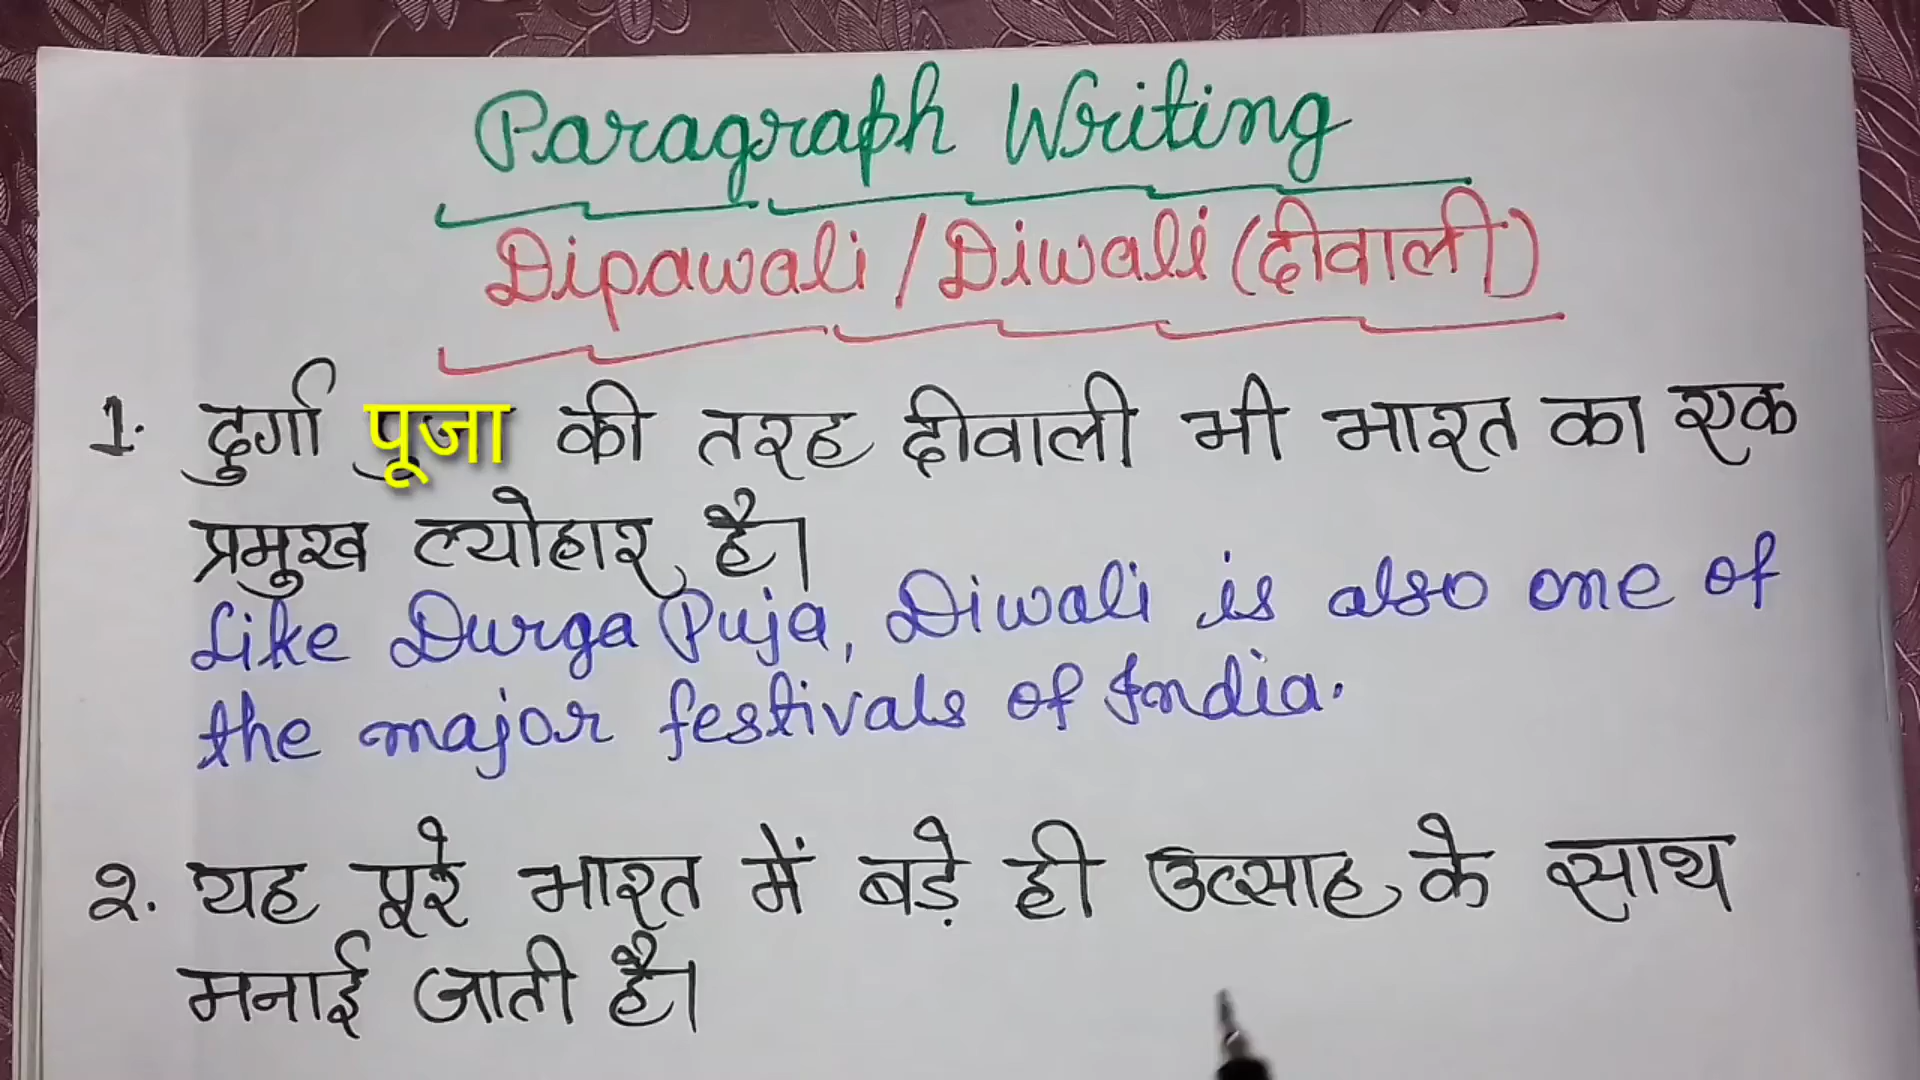 Paragraph Writing
Dipawali / Diwali (दीवाली)
1. दुर्गा पूजा की तरह दीवाली भी भारत का एक
प्रमुख त्योहार है।
Like Durga Puja, Diwali is also one of
the major festivals of India.
२. यह पूरे भारत में बड़े ही उत्साह के साथ
मनाई जाती है।